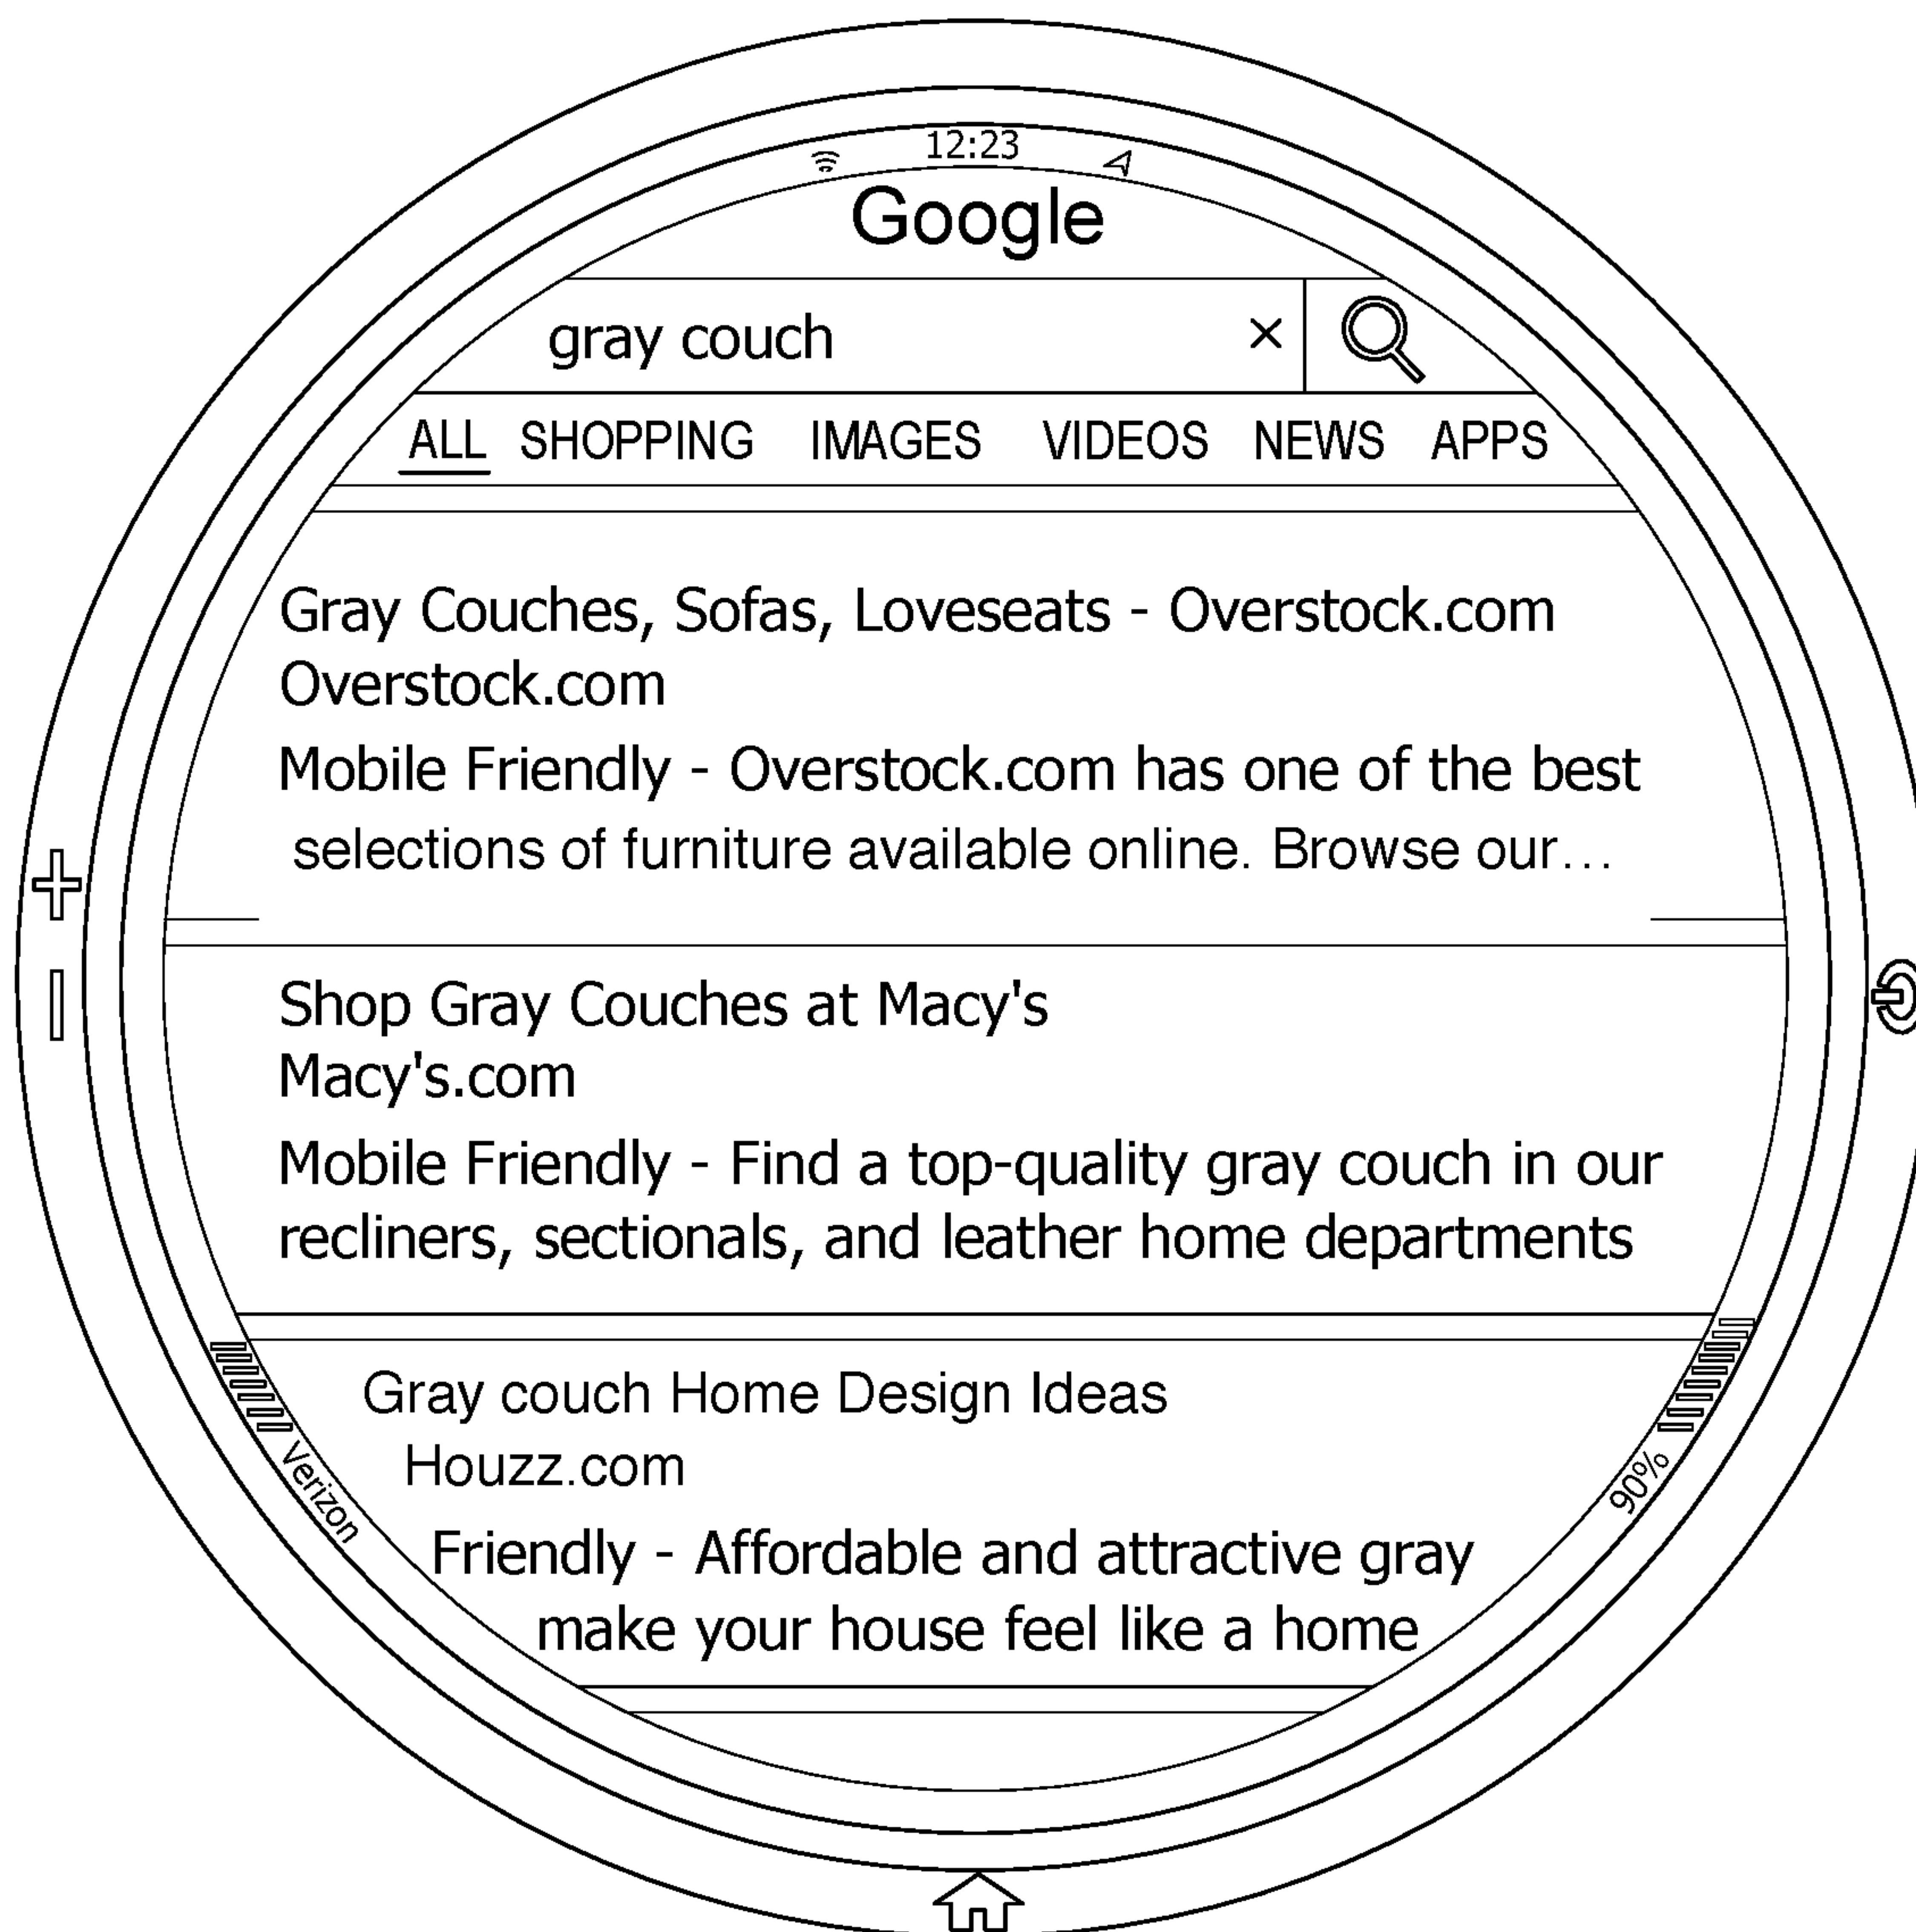 12:23
Google
gray couch ×
ALL SHOPPING IMAGES VIDEOS NEWS APPS
Gray Couches, Sofas, Loveseats - Overstock.com
Overstock.com
Mobile Friendly - Overstock.com has one of the best
selections of furniture available online. Browse our...
Shop Gray Couches at Macy's
Macy's.com
Mobile Friendly - Find a top-quality gray couch in our
recliners, sectionals, and leather home departments
Gray couch Home Design Ideas
Houzz.com
Friendly - Affordable and attractive gray
make your house feel like a home
Verizon
90%